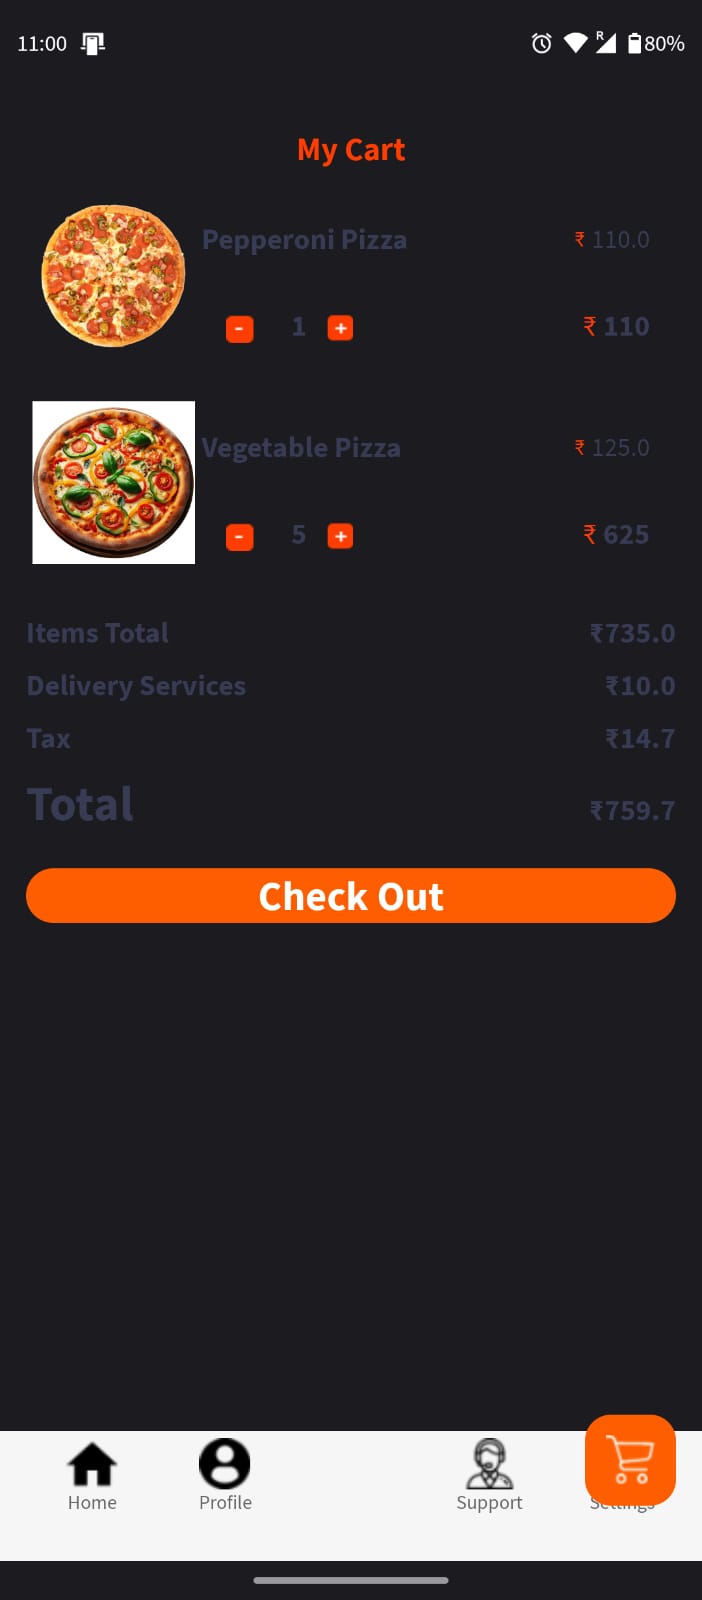 11:00 R 80%
My Cart
Pepperoni Pizza ₹ 110.0
- 1 + ₹ 110
Vegetable Pizza ₹ 125.0
- 5 + ₹ 625
Items Total ₹735.0
Delivery Services ₹10.0
Tax ₹14.7
Total ₹759.7
Check Out
Home Profile Support Settings